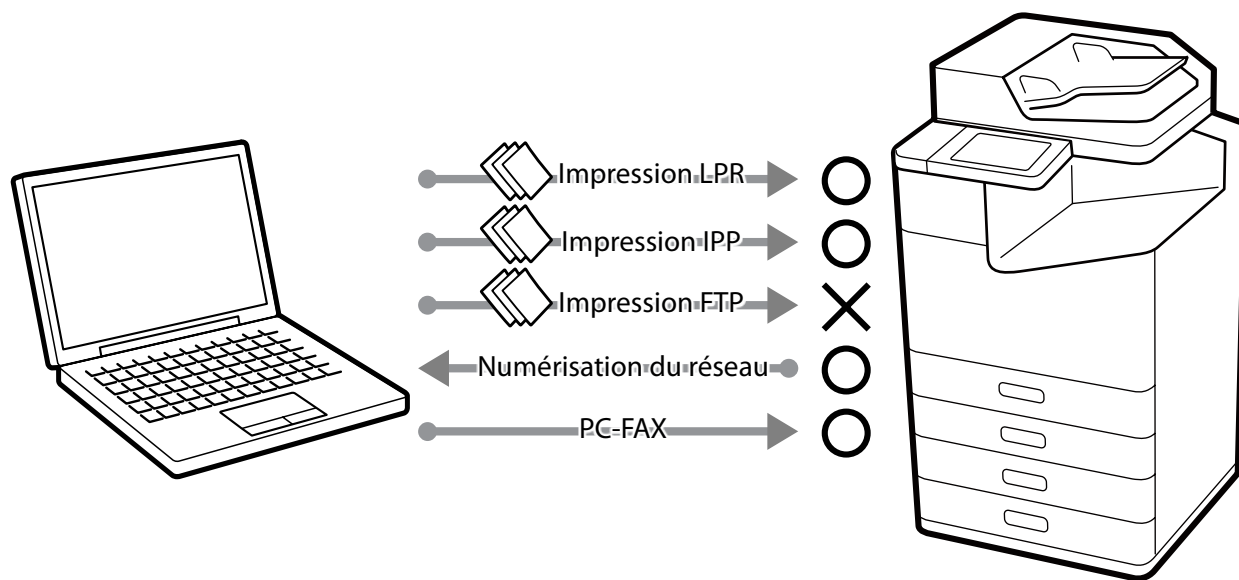 Impression LPR
Impression IPP
Impression FTP
Numérisation du réseau
PC-FAX